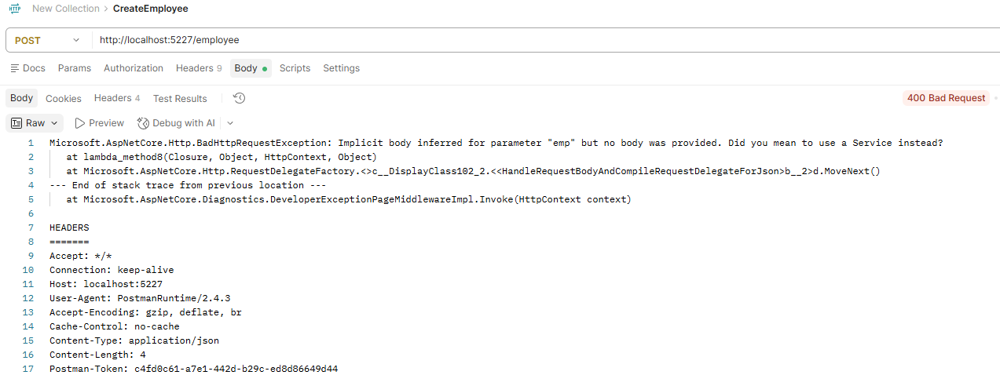 HTTP New Collection > CreateEmployee
POST http://localhost:5227/employee
Docs Params Authorization Headers 9 Body Scripts Settings
Body Cookies Headers 4 Test Results 400 Bad Request
Raw Preview Debug with AI
1 Microsoft.AspNetCore.Http.BadHttpRequestException: Implicit body inferred for parameter "emp" but no body was provided. Did you mean to use a Service instead?
2 at lambda_method8(Closure, Object, HttpContext, Object)
3 at Microsoft.AspNetCore.Http.RequestDelegateFactory.<>c__DisplayClass102_2.<<HandleRequestBodyAndCompileRequestDelegateForJson>b__2>d.MoveNext()
4 --- End of stack trace from previous location ---
5 at Microsoft.AspNetCore.Diagnostics.DeveloperExceptionPageMiddlewareImpl.Invoke(HttpContext context)
6
7 HEADERS
8 =======
9 Accept: */*
10 Connection: keep-alive
11 Host: localhost:5227
12 User-Agent: PostmanRuntime/2.4.3
13 Accept-Encoding: gzip, deflate, br
14 Cache-Control: no-cache
15 Content-Type: application/json
16 Content-Length: 4
17 Postman-Token: c4fd0c61-a7e1-442d-b29c-ed8d86649d44